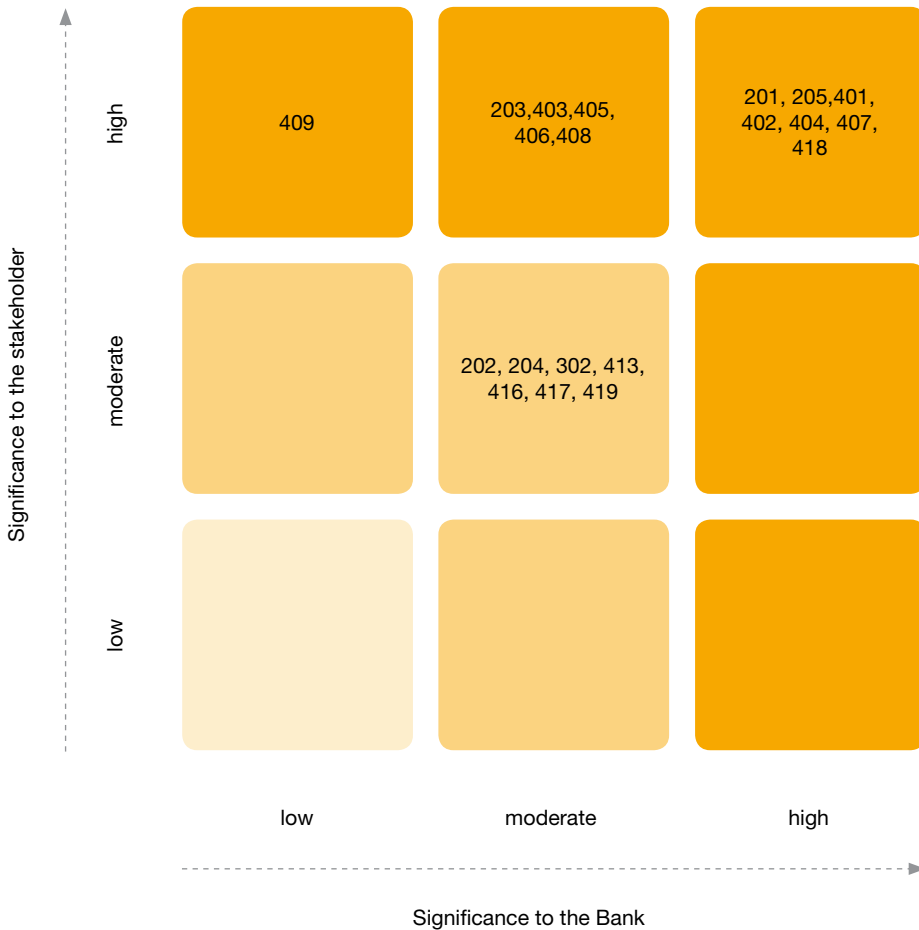 Significance to the stakeholder
high
409
203,403,405,
406,408
201, 205,401,
402, 404, 407,
418
moderate
202, 204, 302, 413,
416, 417, 419
low
low
moderate
high
Significance to the Bank